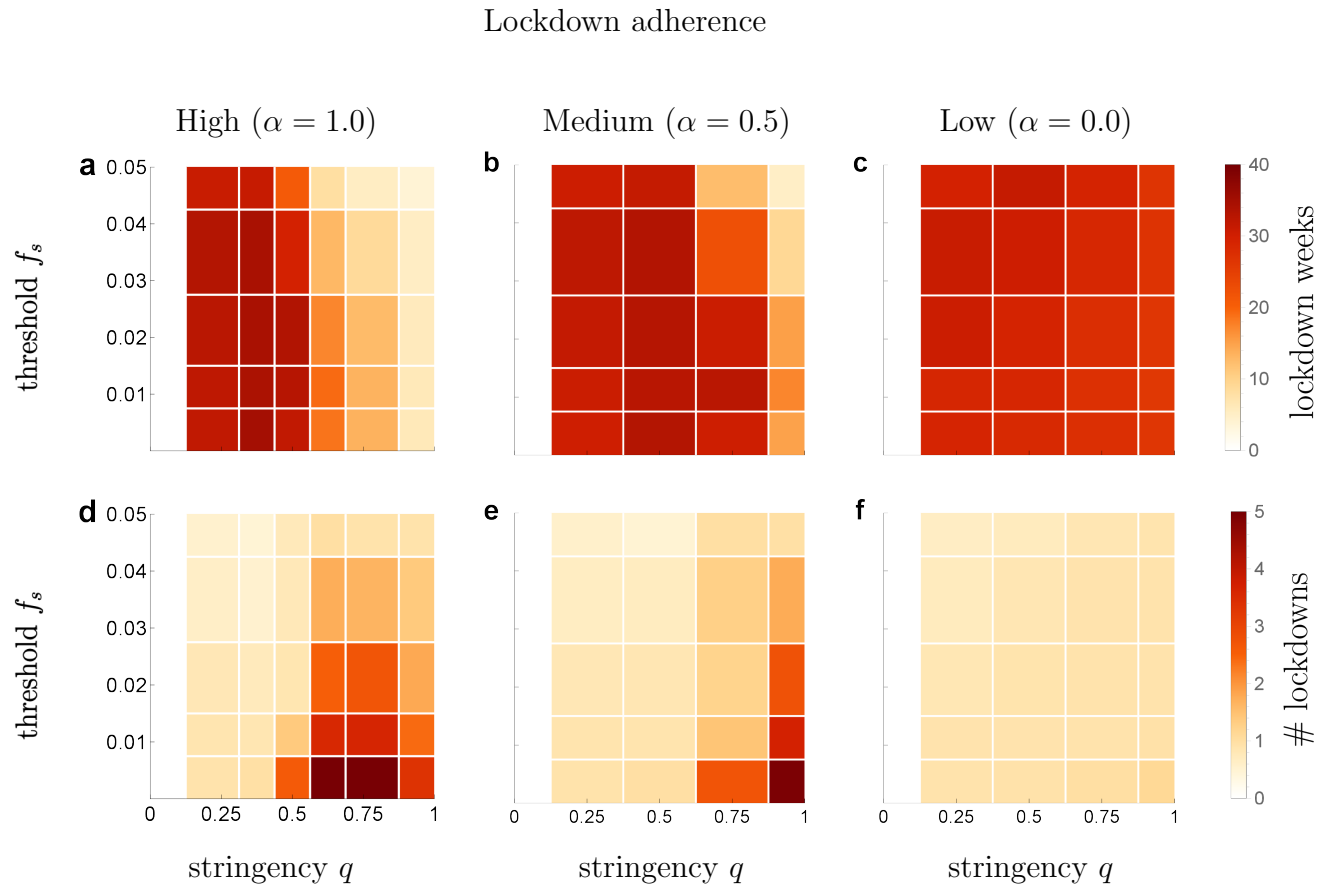 Lockdown adherence
High (α = 1.0)
Medium (α = 0.5)
Low (α = 0.0)
a
0.05
0.04
0.03
0.02
0.01
threshold fₛ
b
c
40
30
20
10
0
lockdown weeks
d
0.05
0.04
0.03
0.02
0.01
threshold fₛ
0 0.25 0.5 0.75 1
stringency q
e
0 0.25 0.5 0.75 1
stringency q
f
0 0.25 0.5 0.75 1
stringency q
5
4
3
2
1
0
# lockdowns